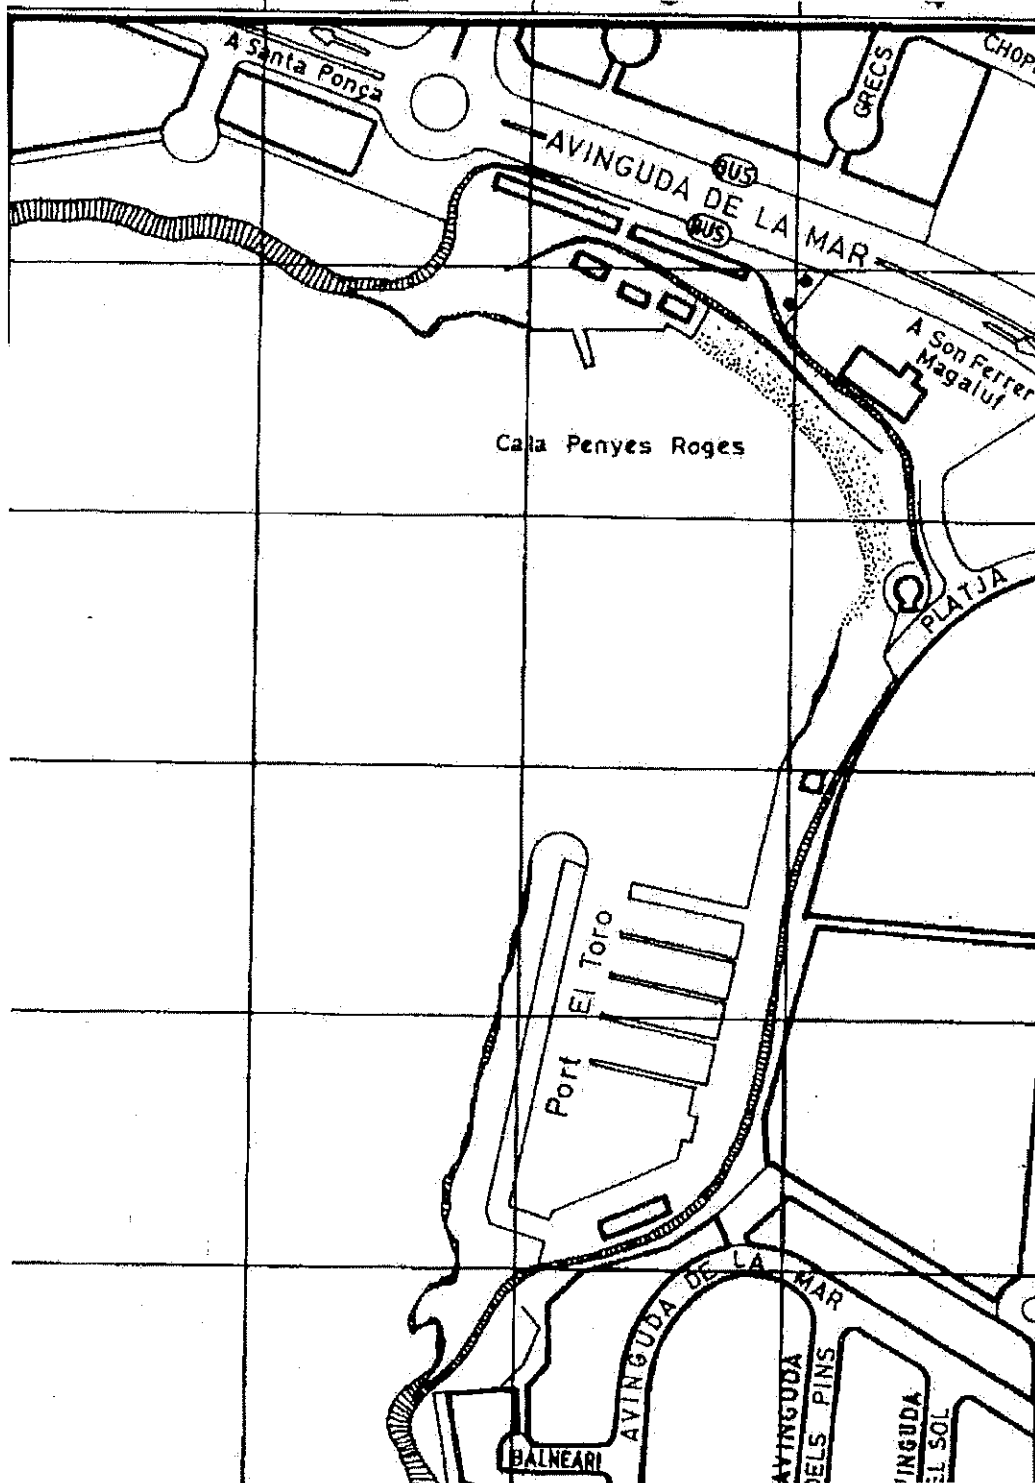 A Santa Ponça
CHOP
GRECS
AVINGUDA DE LA MAR
BUS
BUS
A Son Ferrer
Magaluf
Cala Penyes Roges
PLATJA
Port El Toro
AVINGUDA DE LA MAR
AVINGUDA
DELS PINS
VINGUDA
EL SOL
BALNEARI